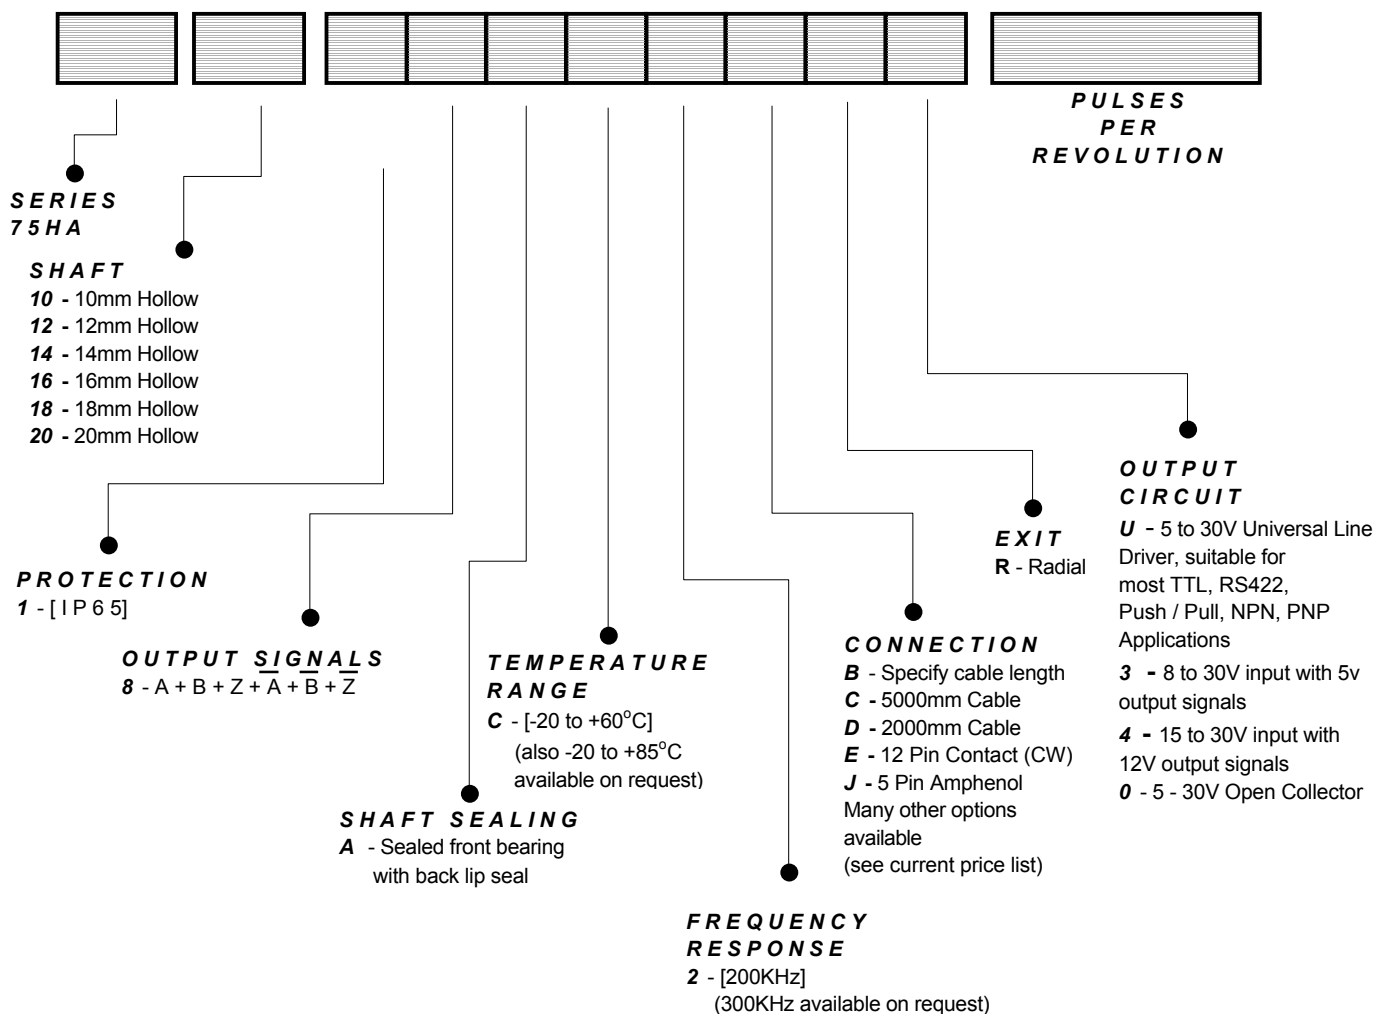 PULSES
PER
REVOLUTION
SERIES
75HA
SHAFT
10 - 10mm Hollow
12 - 12mm Hollow
14 - 14mm Hollow
16 - 16mm Hollow
18 - 18mm Hollow
20 - 20mm Hollow
PROTECTION
1 - [IP65]
OUTPUT SIGNALS
8 - A + B + Z + A̅ + B̅ + Z̅
SHAFT SEALING
A - Sealed front bearing
with back lip seal
TEMPERATURE
RANGE
C - [-20 to +60°C]
(also -20 to +85°C
available on request)
FREQUENCY
RESPONSE
2 - [200KHz]
(300KHz available on request)
CONNECTION
B - Specify cable length
C - 5000mm Cable
D - 2000mm Cable
E - 12 Pin Contact (CW)
J - 5 Pin Amphenol
Many other options
available
(see current price list)
EXIT
R - Radial
OUTPUT
CIRCUIT
U - 5 to 30V Universal Line
Driver, suitable for
most TTL, RS422,
Push / Pull, NPN, PNP
Applications
3 - 8 to 30V input with 5v
output signals
4 - 15 to 30V input with
12V output signals
0 - 5 - 30V Open Collector